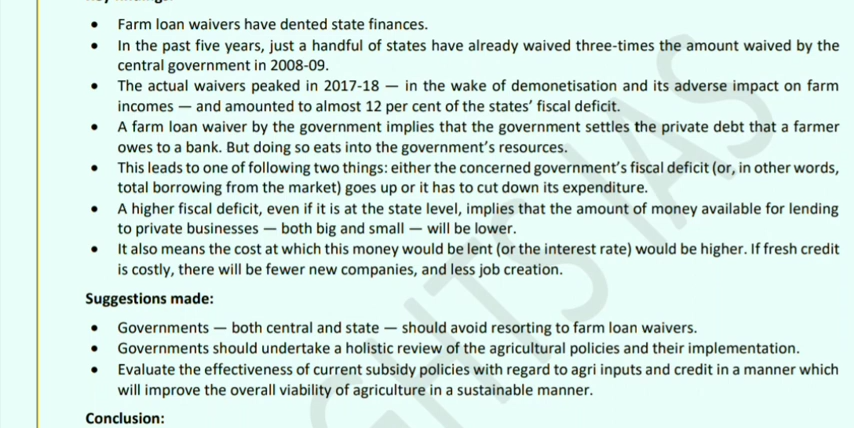 Key findings:
• Farm loan waivers have dented state finances.
• In the past five years, just a handful of states have already waived three-times the amount waived by the
central government in 2008-09.
• The actual waivers peaked in 2017-18 — in the wake of demonetisation and its adverse impact on farm
incomes — and amounted to almost 12 per cent of the states’ fiscal deficit.
• A farm loan waiver by the government implies that the government settles the private debt that a farmer
owes to a bank. But doing so eats into the government’s resources.
• This leads to one of following two things: either the concerned government’s fiscal deficit (or, in other words,
total borrowing from the market) goes up or it has to cut down its expenditure.
• A higher fiscal deficit, even if it is at the state level, implies that the amount of money available for lending
to private businesses — both big and small — will be lower.
• It also means the cost at which this money would be lent (or the interest rate) would be higher. If fresh credit
is costly, there will be fewer new companies, and less job creation.
Suggestions made:
• Governments — both central and state — should avoid resorting to farm loan waivers.
• Governments should undertake a holistic review of the agricultural policies and their implementation.
• Evaluate the effectiveness of current subsidy policies with regard to agri inputs and credit in a manner which
will improve the overall viability of agriculture in a sustainable manner.
Conclusion:
GHTS IAS